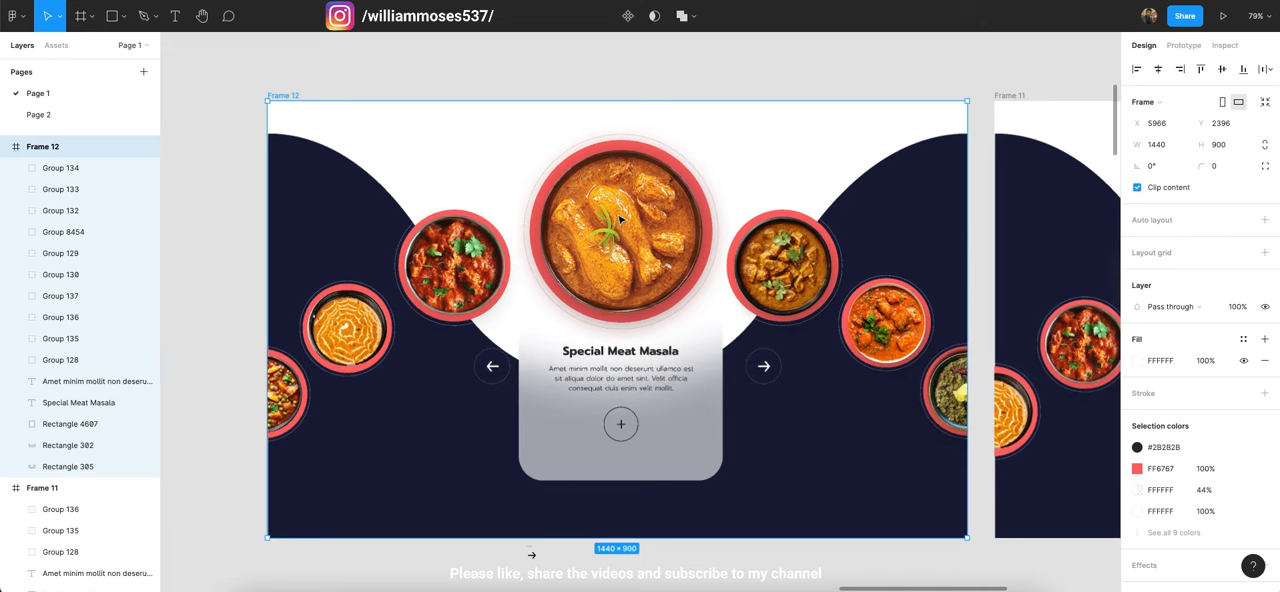 /williammoses537/
Share
79%
Layers
Assets
Page 1
Pages
Page 1
Page 2
Frame 12
Group 134
Group 133
Group 132
Group 8454
Group 129
Group 130
Group 137
Group 136
Group 135
Group 128
Amet minim mollit non deseru...
Special Meat Masala
Rectangle 4607
Rectangle 302
Rectangle 305
Frame 11
Group 136
Group 135
Group 128
Amet minim mollit non deseru...
Frame 12
Special Meat Masala
Amet minim mollit non deserunt ullamco est
sit aliqua dolor do amet sint. Velit officia
consequat duis enim velit mollit.
1440 × 900
Please like, share the videos and subscribe to my channel
Frame 11
Design
Prototype
Inspect
Frame
X 5966
Y 2396
W 1440
H 900
0°
0
Clip content
Auto layout
Layout grid
Layer
Pass through
100%
Fill
FFFFFF 100%
Stroke
Selection colors
#2B2B2B
FF6767 100%
FFFFFF 44%
FFFFFF 100%
See all 9 colors
Effects
?